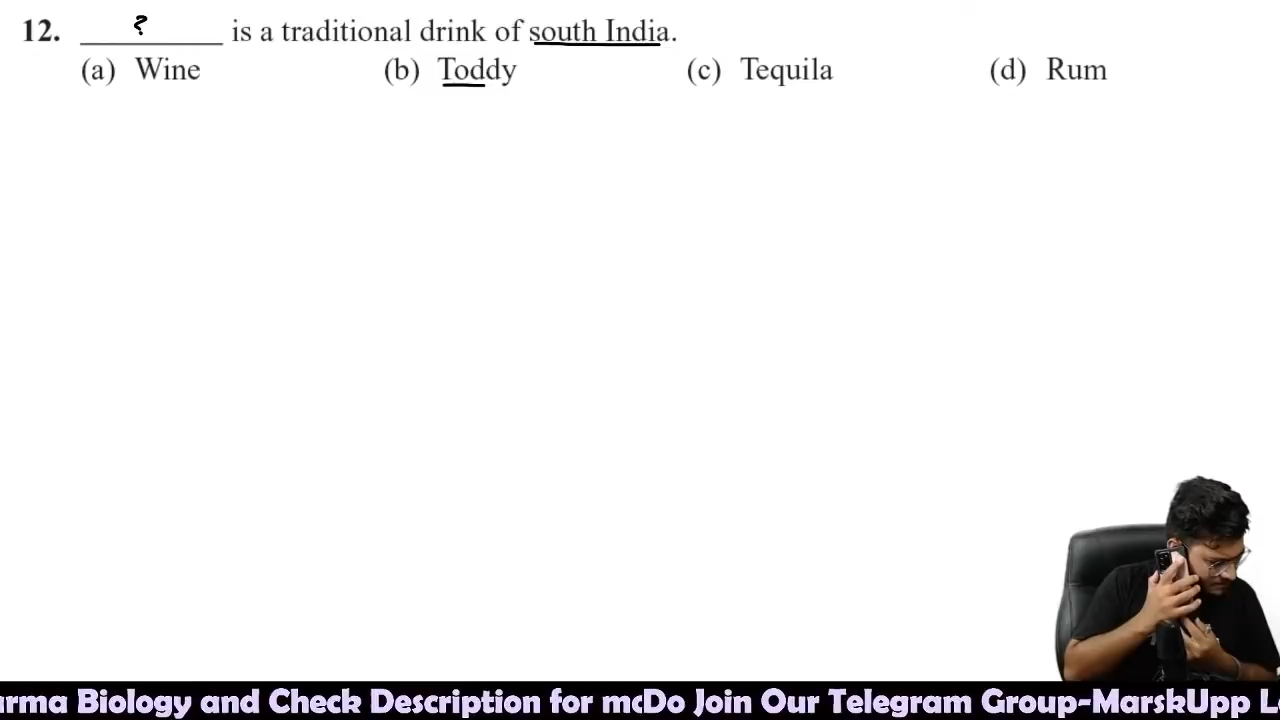 12. ? is a traditional drink of south India.
(a) Wine (b) Toddy (c) Tequila (d) Rum
arma Biology and Check Description for mcDo Join Our Telegram Group-MarskUpp L